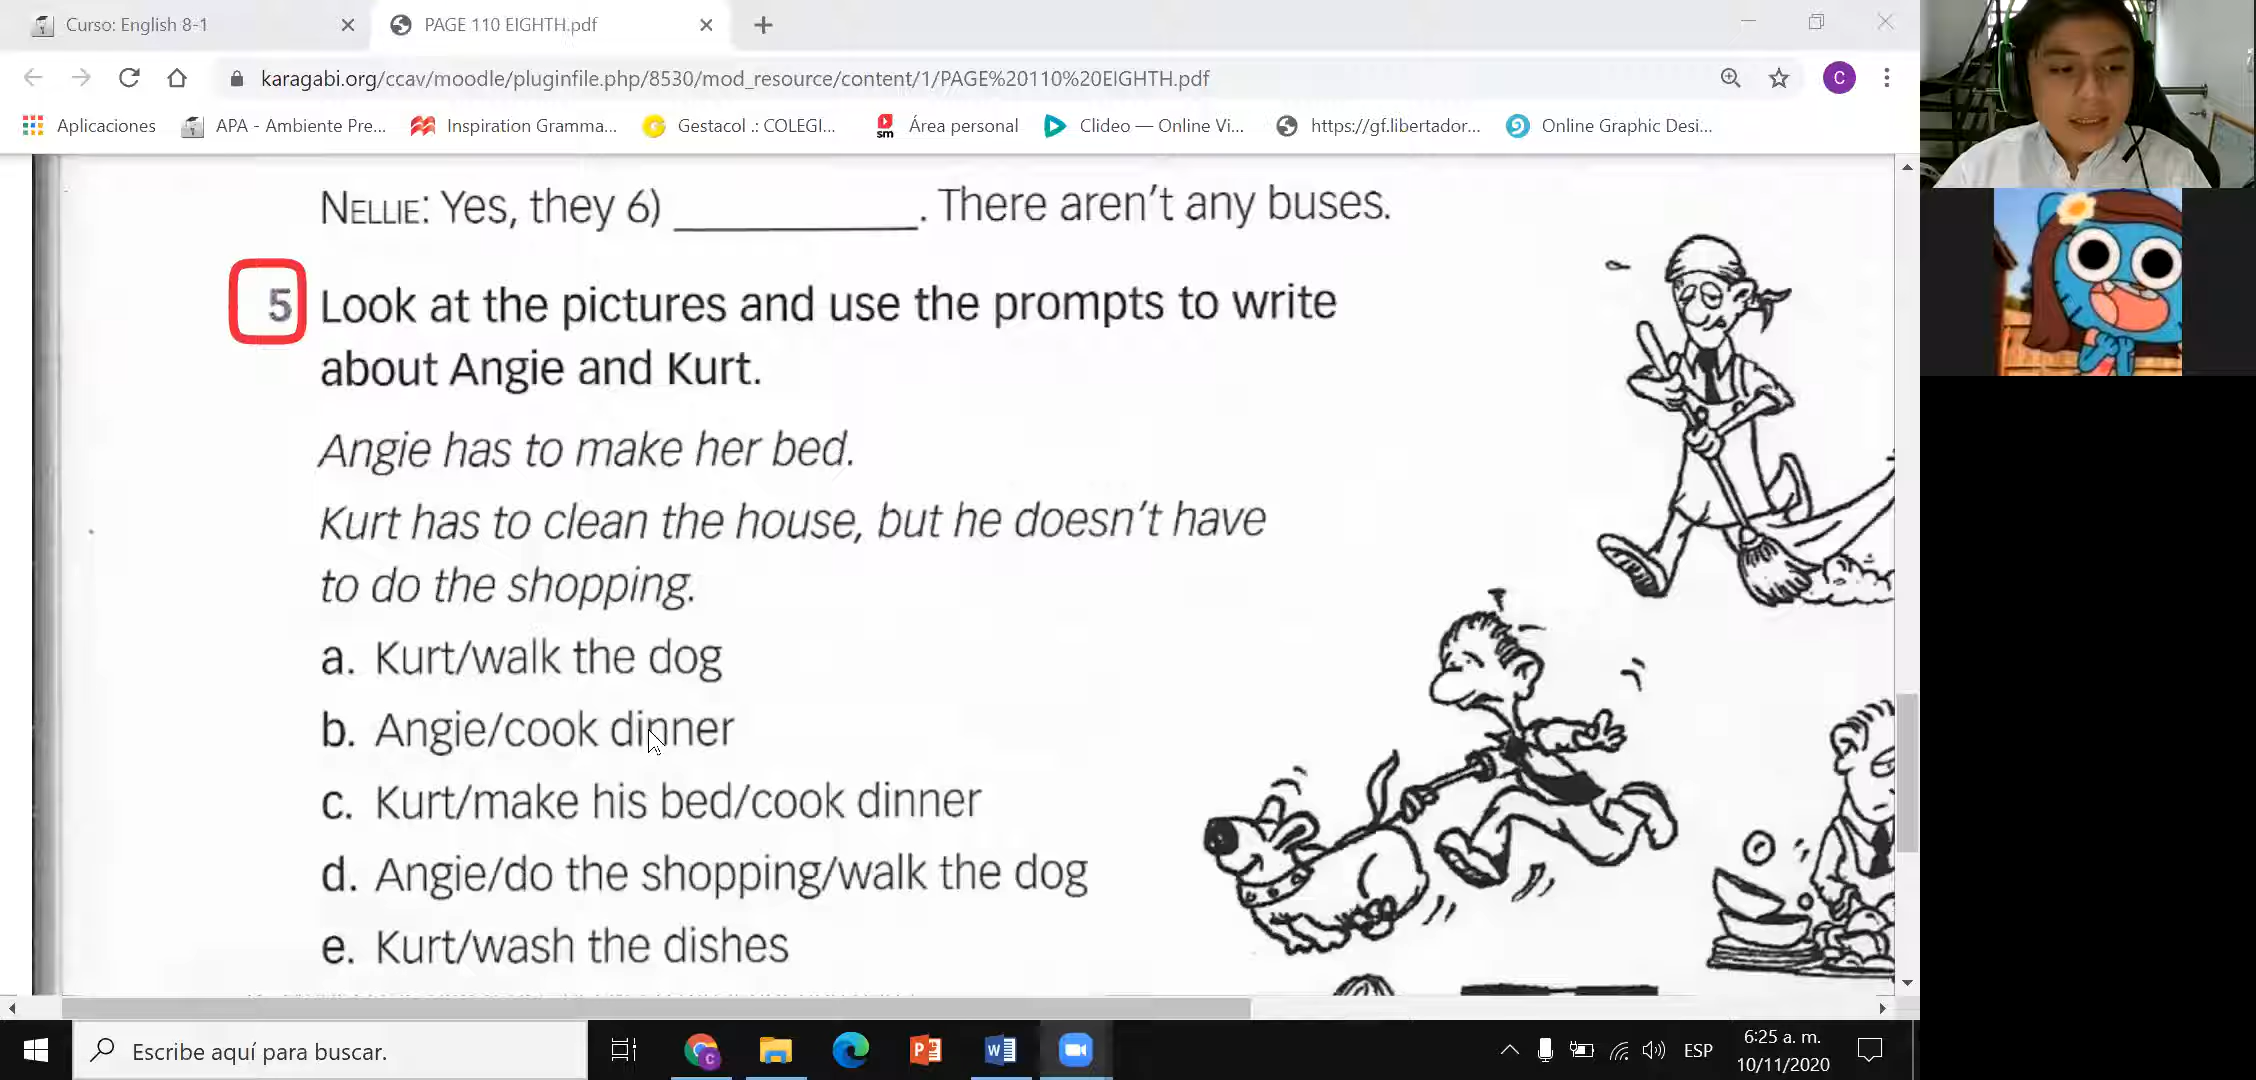 Curso: English 8-1
PAGE 110 EIGHTH.pdf
karagabi.org/ccav/moodle/pluginfile.php/8530/mod_resource/content/1/PAGE%20110%20EIGHTH.pdf
C
Aplicaciones
APA - Ambiente Pre...
Inspiration Gramma...
Gestacol .: COLEGI...
sm
Área personal
Clideo — Online Vi...
https://gf.libertador...
Online Graphic Desi...
NELLIE: Yes, they 6) __________. There aren't any buses.
5 Look at the pictures and use the prompts to write
about Angie and Kurt.
Angie has to make her bed.
Kurt has to clean the house, but he doesn't have
to do the shopping.
a. Kurt/walk the dog
b. Angie/cook dinner
c. Kurt/make his bed/cook dinner
d. Angie/do the shopping/walk the dog
e. Kurt/wash the dishes
Escribe aquí para buscar.
ESP
6:25 a. m.
10/11/2020